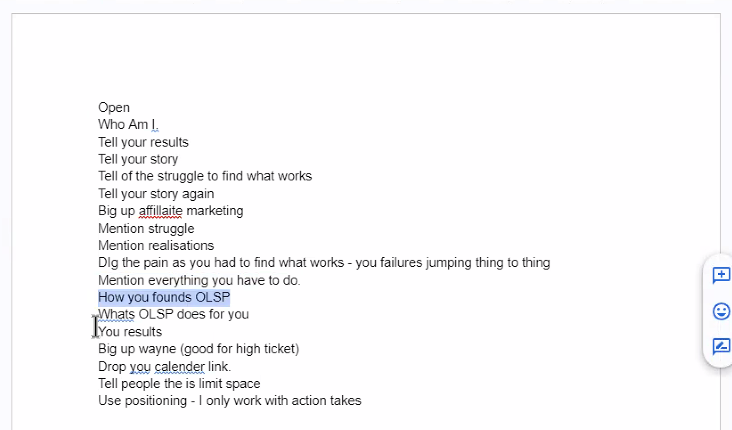 Open
Who Am I.
Tell your results
Tell your story
Tell of the struggle to find what works
Tell your story again
Big up affillaite marketing
Mention struggle
Mention realisations
DIg the pain as you had to find what works - you failures jumping thing to thing
Mention everything you have to do.
How you founds OLSP
Whats OLSP does for you
You results
Big up wayne (good for high ticket)
Drop you calender link.
Tell people the is limit space
Use positioning - I only work with action takes